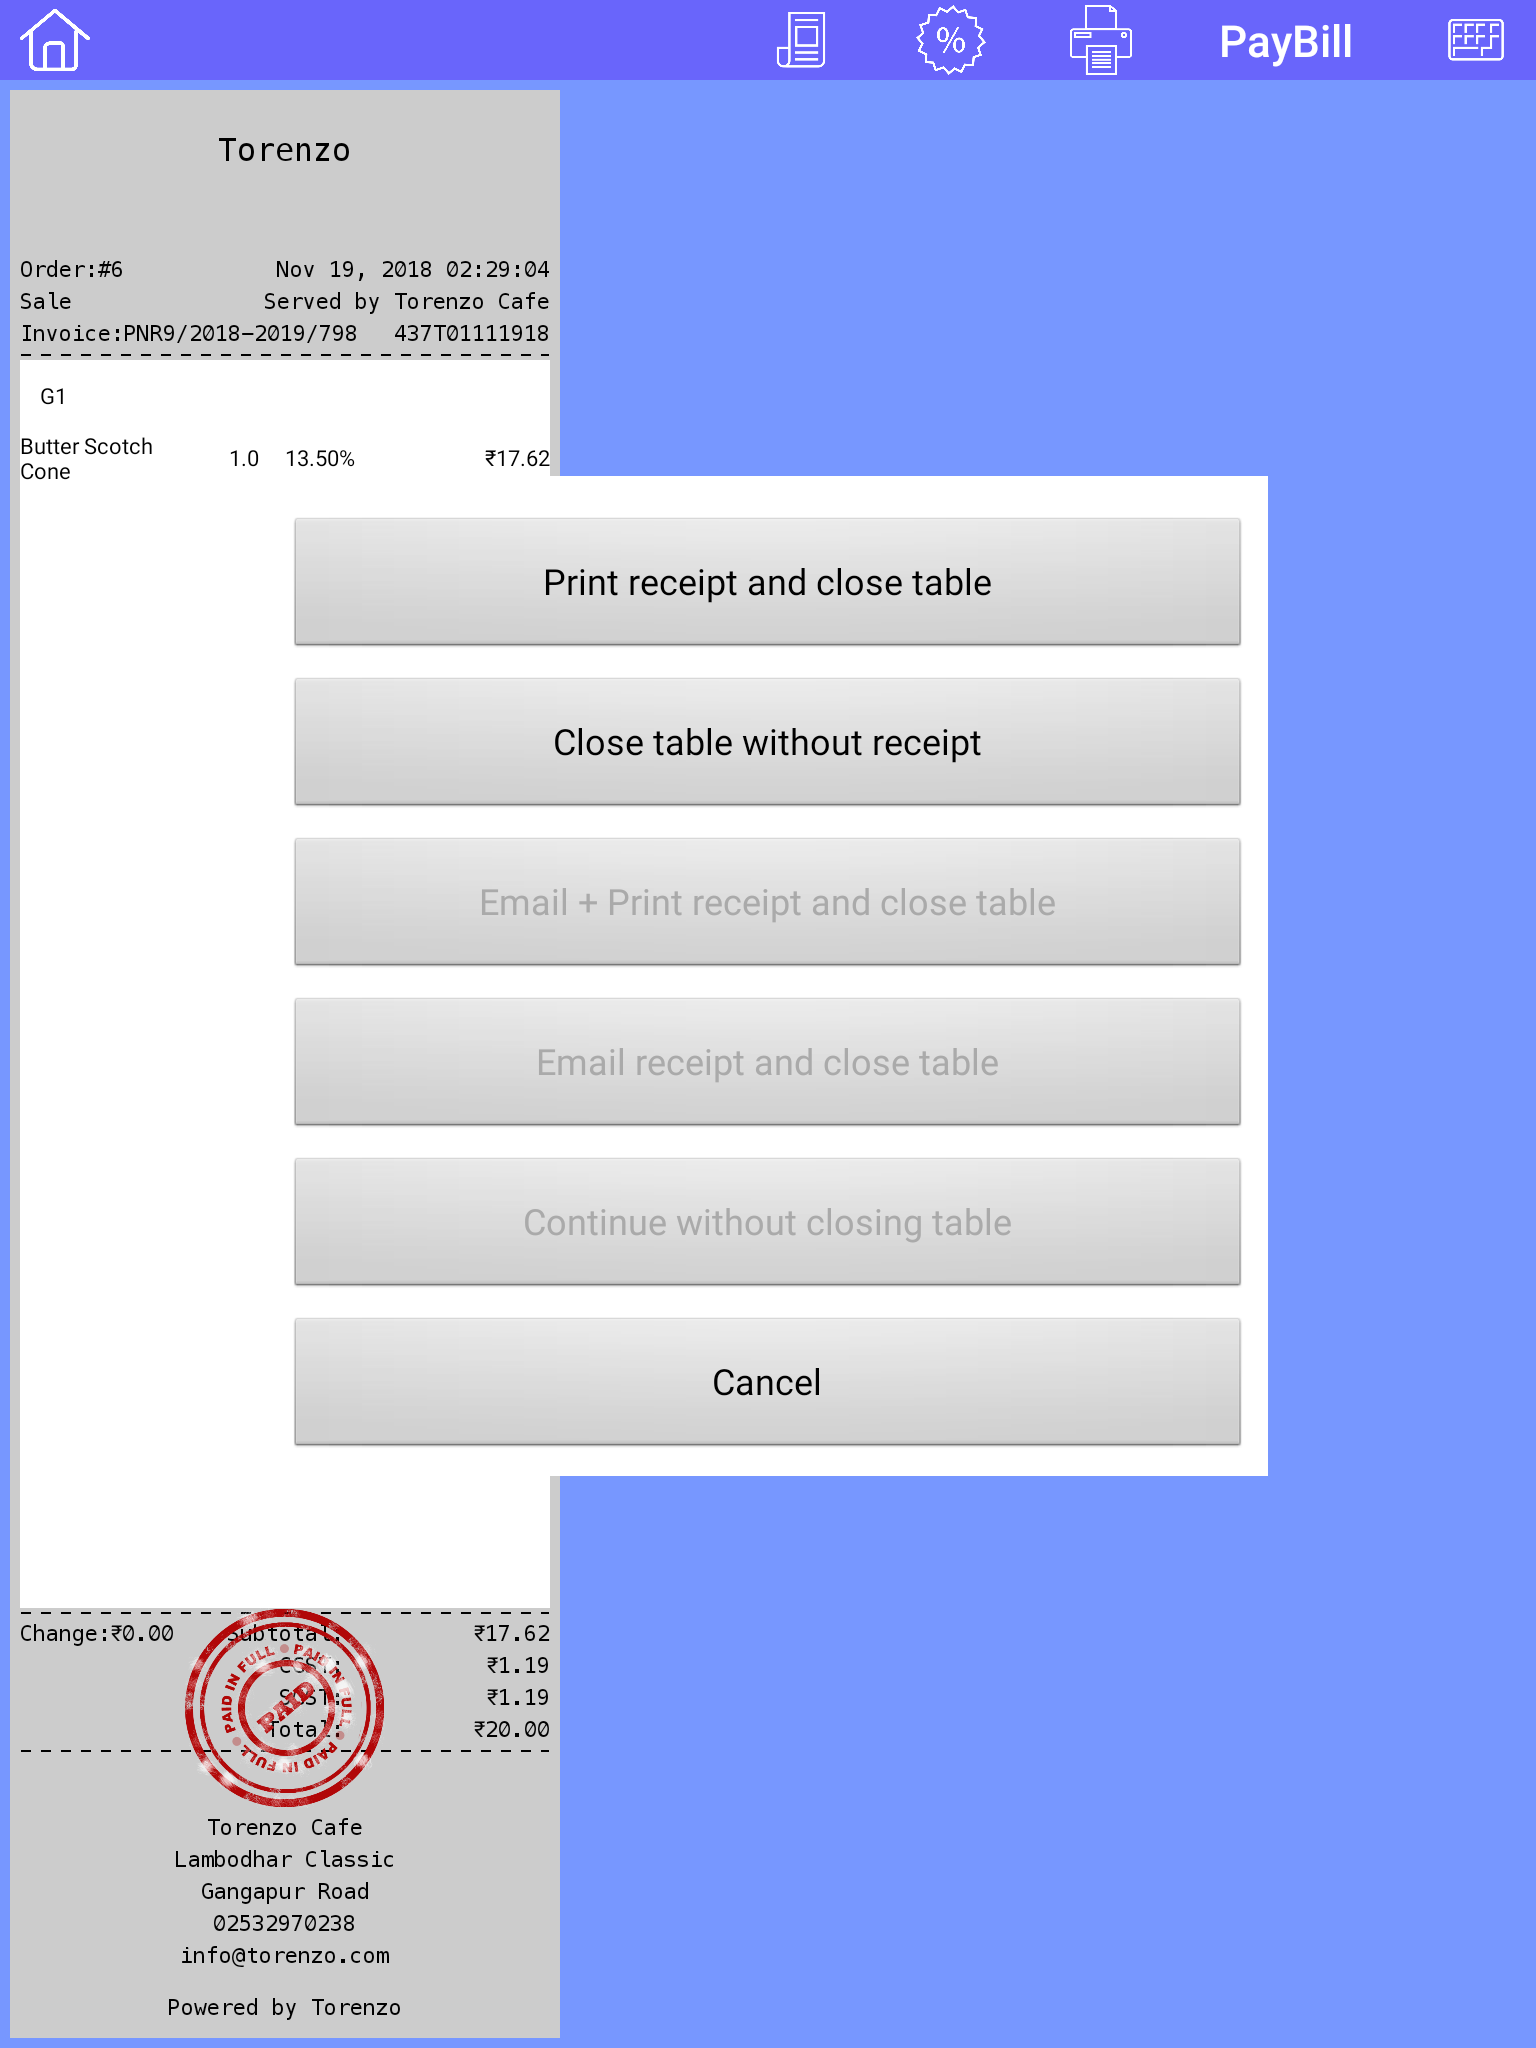 PayBill
Torenzo
Order:#6 Nov 19, 2018 02:29:04
Sale Served by Torenzo Cafe
Invoice:PNR9/2018-2019/798 437T01111918
G1
Butter Scotch Cone 1.0 13.50% ₹17.62
Print receipt and close table
Close table without receipt
Email + Print receipt and close table
Email receipt and close table
Continue without closing table
Cancel
Change:₹0.00 Subtotal: ₹17.62
CGST: ₹1.19
SGST: ₹1.19
Total: ₹20.00
PAID IN FULL • PAID IN FULL • PAID IN FULL •
PAID
Torenzo Cafe
Lambodhar Classic
Gangapur Road
02532970238
info@torenzo.com
Powered by Torenzo